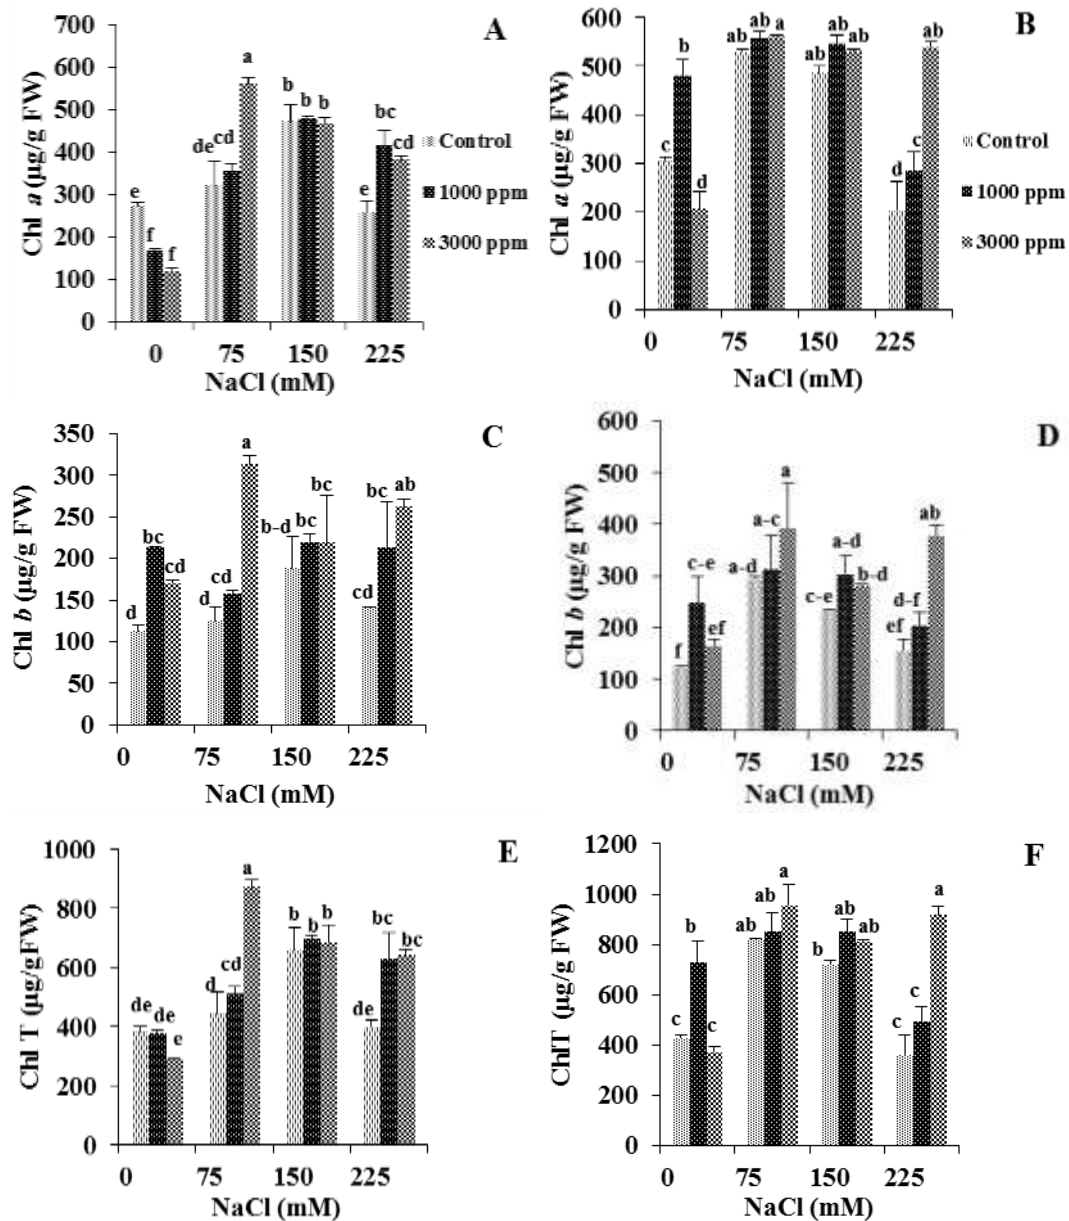 A
700
600
500
400
300
200
100
0
Chl a (µg/g FW)
e
f
f
de
cd
a
b
b
b
e
bc
cd
Control
1000 ppm
3000 ppm
0 75 150 225
NaCl (mM)
B
600
500
400
300
200
100
0
Chl a (µg/g FW)
c
b
d
ab
ab
a
ab
ab
ab
d
c
ab
Control
1000 ppm
3000 ppm
0 75 150 225
NaCl (mM)
C
350
300
250
200
150
100
50
0
Chl b (µg/g FW)
d
bc
cd
d
cd
a
b-d
bc
bc
cd
bc
ab
0 75 150 225
NaCl (mM)
D
600
500
400
300
200
100
0
Chl b (µg/g FW)
f
c-e
ef
a-d
a-c
a
c-e
a-d
b-d
ef
d-f
ab
0 75 150 225
NaCl (mM)
E
1000
800
600
400
200
0
Chl T (µg/gFW)
de
de
e
d
cd
a
b
b
b
de
bc
bc
0 75 150 225
NaCl (mM)
F
1200
1000
800
600
400
200
0
ChlT (µg/g FW)
c
b
c
ab
ab
a
b
ab
ab
c
c
a
0 75 150 225
NaCl (mM)